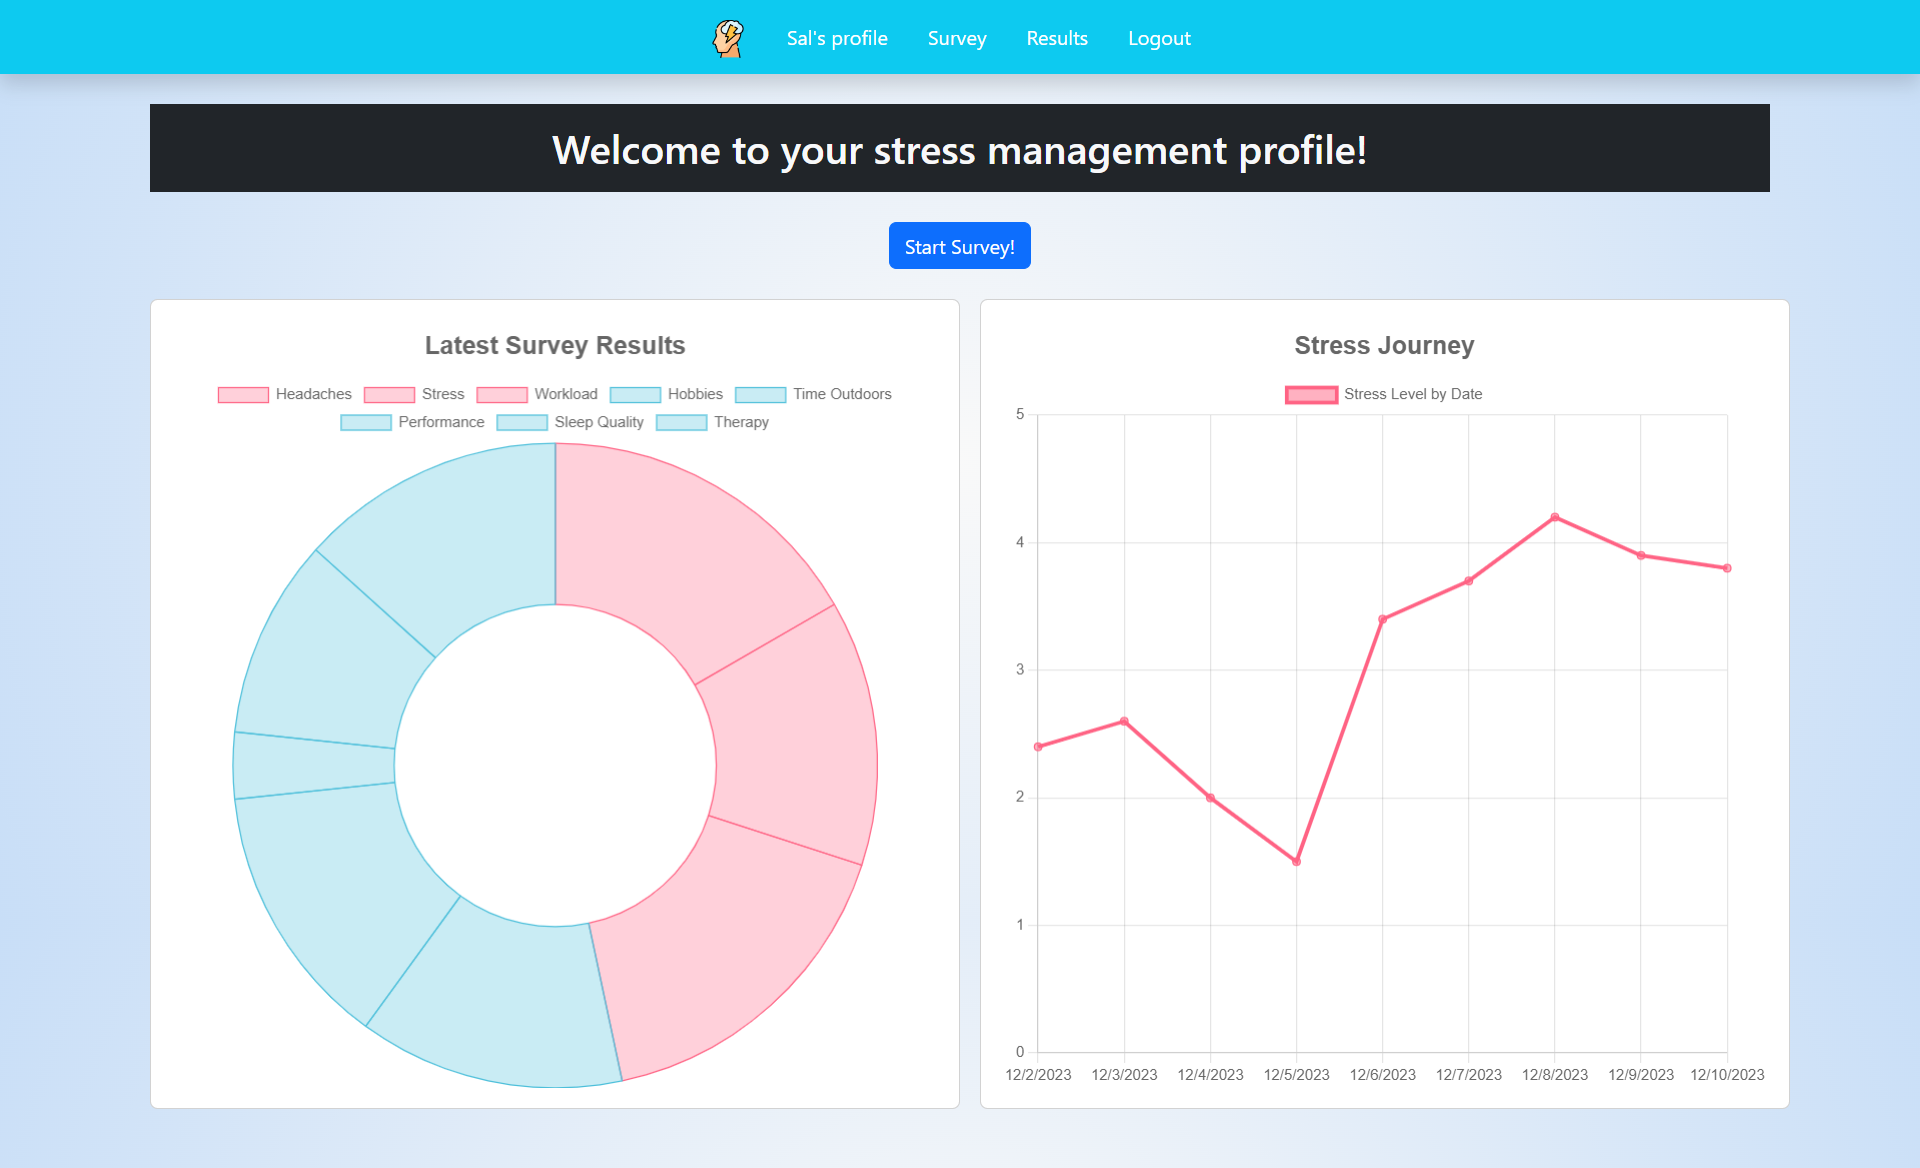 Sal's profile Survey Results Logout
Welcome to your stress management profile!
Start Survey!
Latest Survey Results
Headaches Stress Workload Hobbies Time Outdoors
Performance Sleep Quality Therapy
Stress Journey
Stress Level by Date
5
4
3
2
1
0
12/2/2023 12/3/2023 12/4/2023 12/5/2023 12/6/2023 12/7/2023 12/8/2023 12/9/2023 12/10/2023